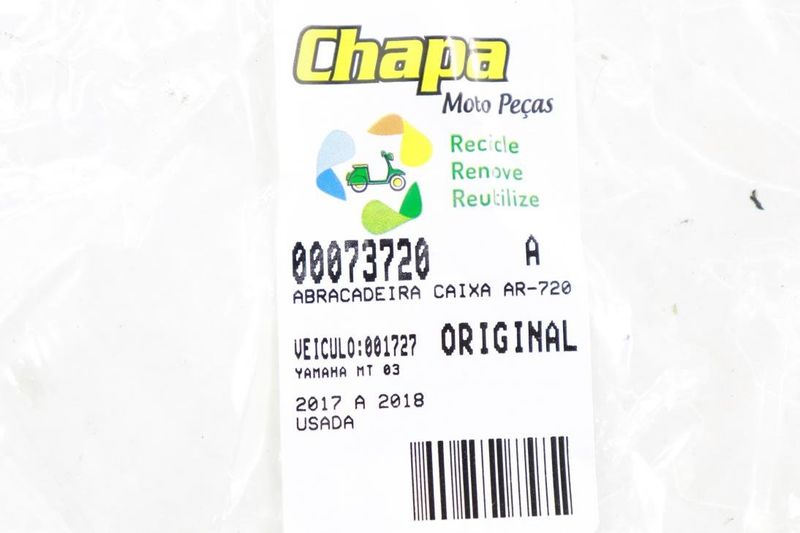 Chapa
Moto Peças
Recicle
Renove
Reutilize
00073720 A
ABRACADEIRA CAIXA AR-720
VEICULO:001727 ORIGINAL
YAMAHA MT 03
2017 A 2018
USADA